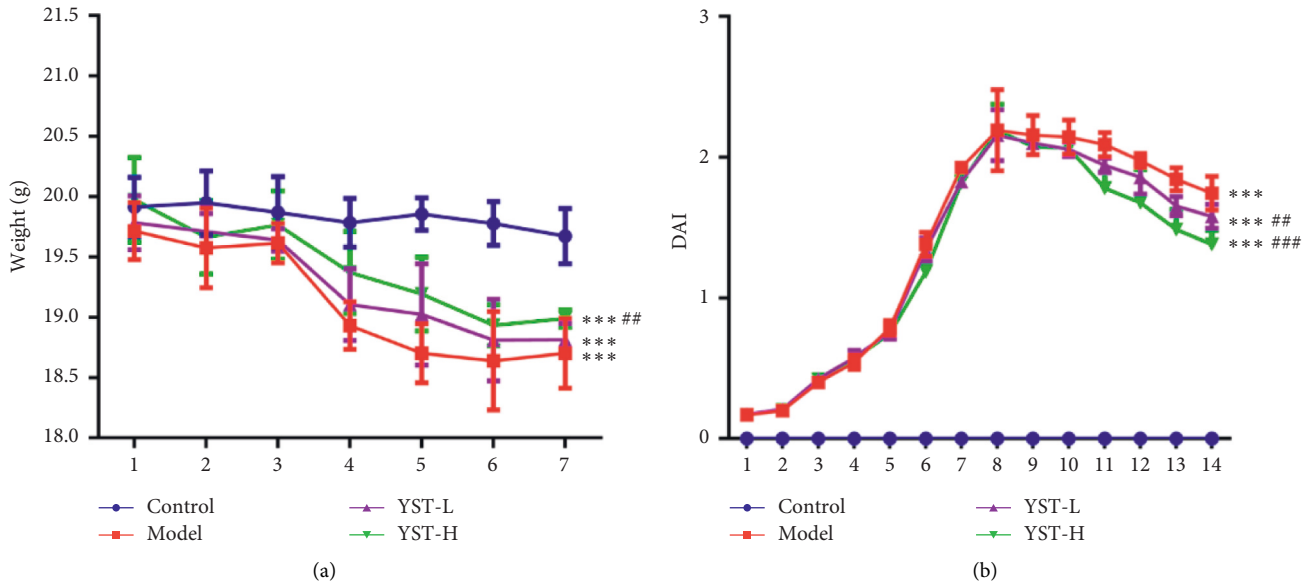 21.5
21.0
20.5
20.0
19.5
19.0
18.5
18.0
Weight (g)
1 2 3 4 5 6 7
*** ##
***
***
Control
Model
YST-L
YST-H
(a)
3
2
1
0
DAI
1 2 3 4 5 6 7 8 9 10 11 12 13 14
***
*** ##
*** ###
Control
Model
YST-L
YST-H
(b)